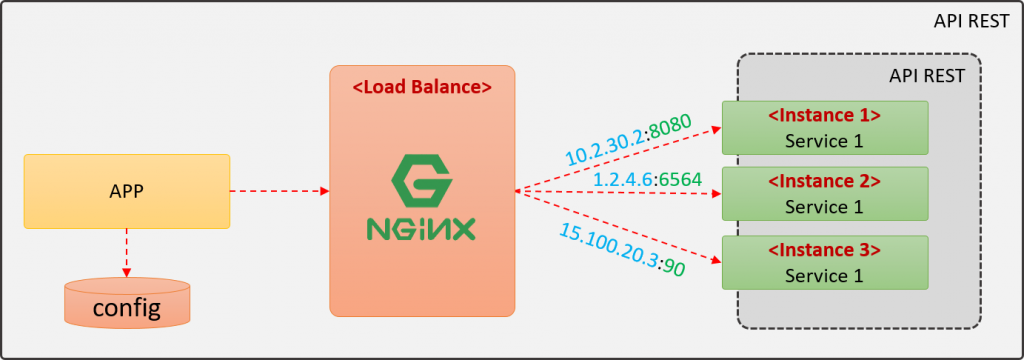 API REST
API REST
<Load Balance>
NGiNX
APP
config
10.2.30.2:8080
1.2.4.6:6564
15.100.20.3:90
<Instance 1>
Service 1
<Instance 2>
Service 1
<Instance 3>
Service 1